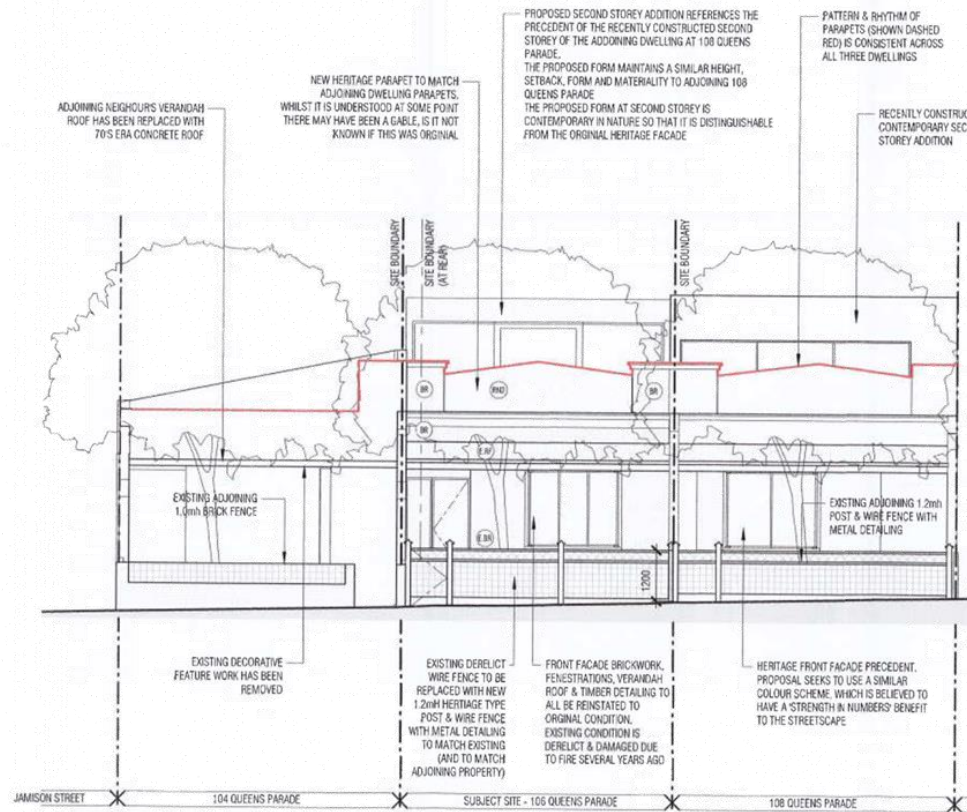 PROPOSED SECOND STOREY ADDITION REFERENCES THE
PRECEDENT OF THE RECENTLY CONSTRUCTED SECOND
STOREY OF THE ADDOINING DWELLING AT 108 QUEENS
PARADE.
THE PROPOSED FORM MAINTAINS A SIMILAR HEIGHT,
SETBACK, FORM AND MATERIALITY TO ADJOINING 108
QUEENS PARADE
THE PROPOSED FORM AT SECOND STOREY IS
CONTEMPORARY IN NATURE SO THAT IT IS DISTINGUISHABLE
FROM THE ORGINIAL HERITAGE FACADE
PATTERN & RHYTHM OF
PARAPETS (SHOWN DASHED
RED) IS CONSISTENT ACROSS
ALL THREE DWELLINGS
NEW HERITAGE PARAPET TO MATCH
ADJOINING DWELLING PARAPETS.
WHILST IT IS UNDERSTOOD AT SOME POINT
THERE MAY HAVE BEEN A GABLE, IS IT NOT
KNOWN IF THIS WAS ORGINIAL
ADJOINING NEIGHOUR'S VERANDAH
ROOF HAS BEEN REPLACED WITH
70'S ERA CONCRETE ROOF
RECENTLY CONSTRUC
CONTEMPORARY SEC
STOREY ADDITION
SITE BOUNDARY
SITE BOUNDARY
(AT REAR)
SITE BOUNDARY
BR
RND
BR
BR
E.BR
EXISTING ADJOINING
1.0mh BRICK FENCE
EXISTING ADJOINING 1.2mh
POST & WIRE FENCE WITH
METAL DETAILING
1200
EXISTING DECORATIVE
FEATURE WORK HAS BEEN
REMOVED
EXISTING DERELICT
WIRE FENCE TO BE
REPLACED WITH NEW
1.2mH HERTIAGE TYPE
POST & WIRE FENCE
WITH METAL DETAILING
TO MATCH EXISTING
(AND TO MATCH
ADJOINING PROPERTY)
FRONT FACADE BRICKWORK,
FENESTRATIONS, VERANDAH
ROOF & TIMBER DETAILING TO
ALL BE REINSTATED TO
ORGINAL CONDITION.
EXISTING CONDITION IS
DERELICT & DAMAGED DUE
TO FIRE SEVERAL YEARS AGO
HERITAGE FRONT FACADE PRECEDENT.
PROPOSAL SEEKS TO USE A SIMILAR
COLOUR SCHEME, WHICH IS BELIEVED TO
HAVE A 'STRENGTH IN NUMBERS' BENEFIT
TO THE STREETSCAPE
JAMISON STREET
104 QUEENS PARADE
SUBJECT SITE - 106 QUEENS PARADE
108 QUEENS PARADE